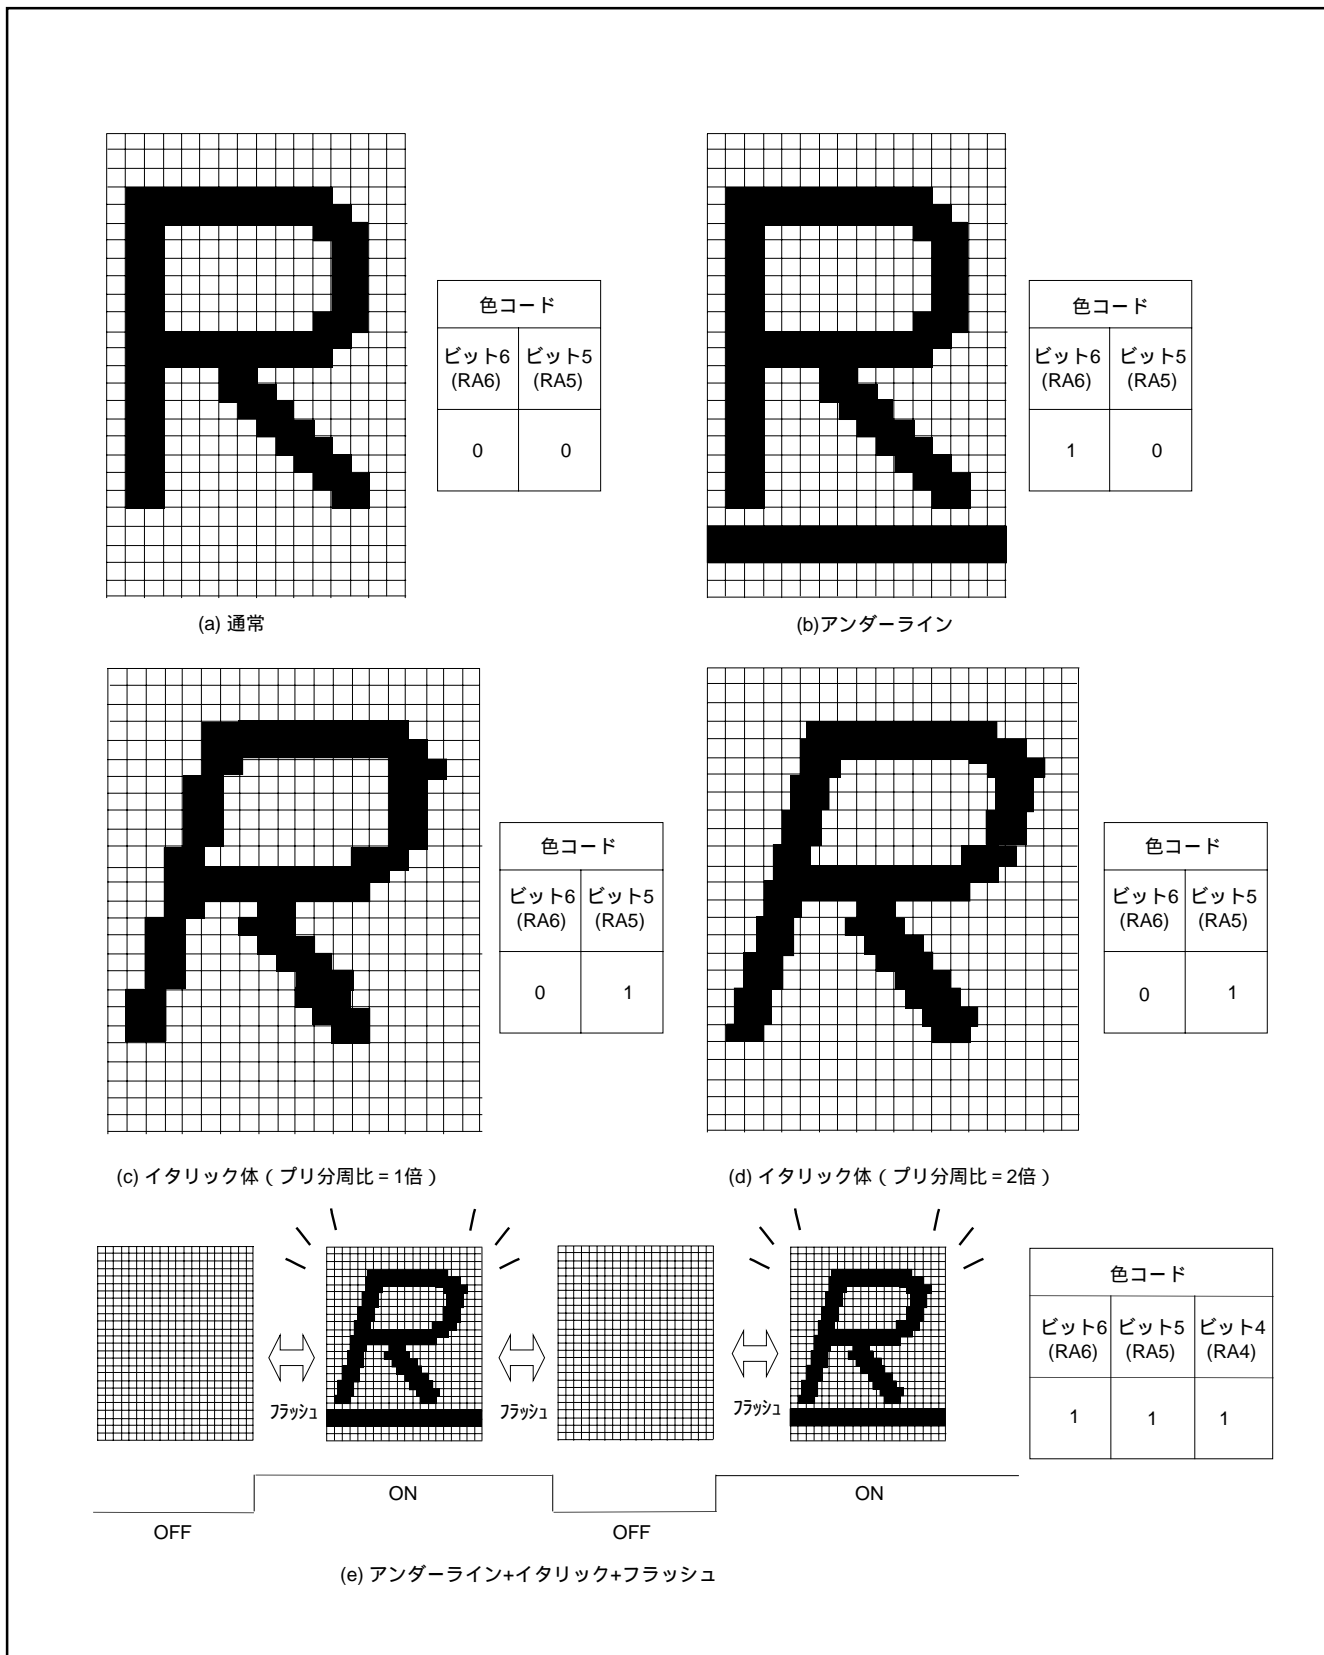 色コード
ビット6 ビット5
(RA6) (RA5)
0 0
(a) 通常
色コード
ビット6 ビット5
(RA6) (RA5)
1 0
(b)アンダーライン
色コード
ビット6 ビット5
(RA6) (RA5)
0 1
(c) イタリック体（プリ分周比 = 1倍）
色コード
ビット6 ビット5
(RA6) (RA5)
0 1
(d) イタリック体（プリ分周比 = 2倍）
フラッシュ フラッシュ フラッシュ
色コード
ビット6 ビット5 ビット4
(RA6) (RA5) (RA4)
1 1 1
ON ON
OFF OFF
(e) アンダーライン+イタリック+フラッシュ